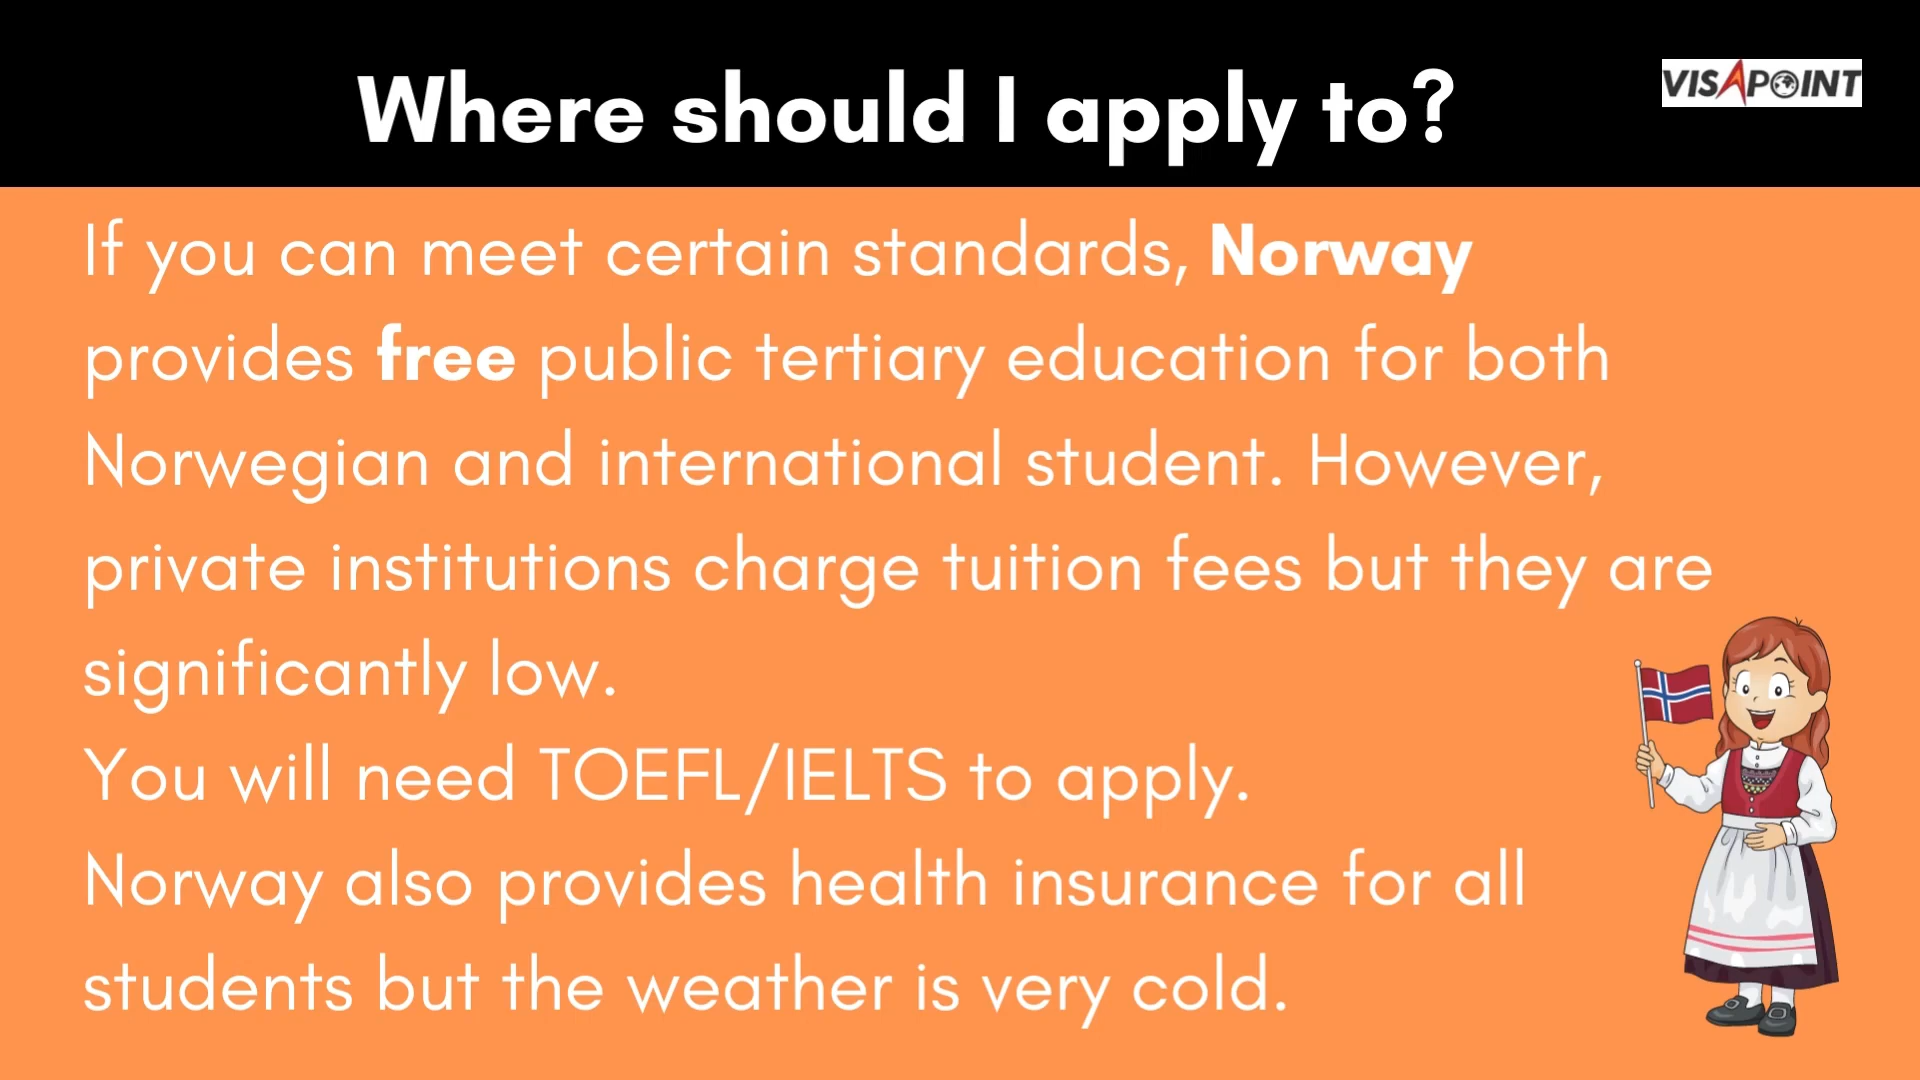 Where should I apply to?
VISAPOINT
If you can meet certain standards, Norway
provides free public tertiary education for both
Norwegian and international student. However,
private institutions charge tuition fees but they are
significantly low.
You will need TOEFL/IELTS to apply.
Norway also provides health insurance for all
students but the weather is very cold.